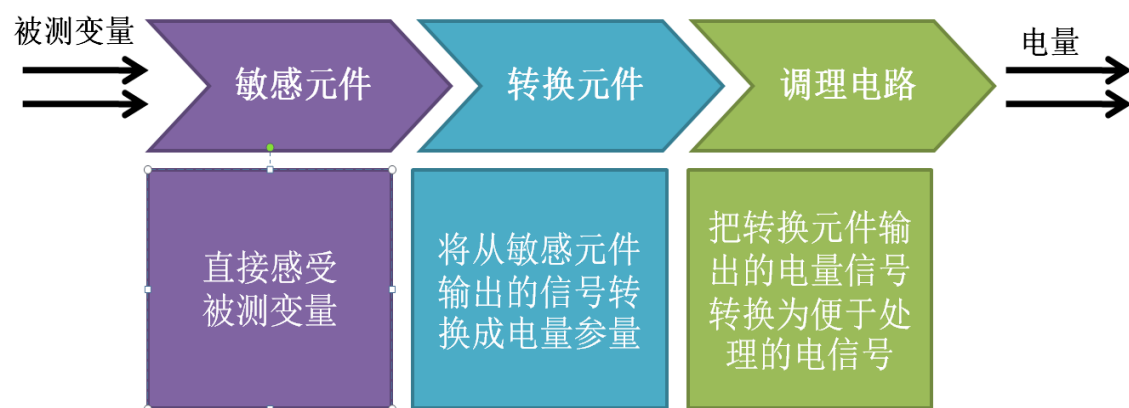 被测变量
敏感元件
转换元件
调理电路
电量
直接感受
被测变量
将从敏感元件
输出的信号转
换成电量参量
把转换元件输
出的电量信号
转换为便于处
理的电信号